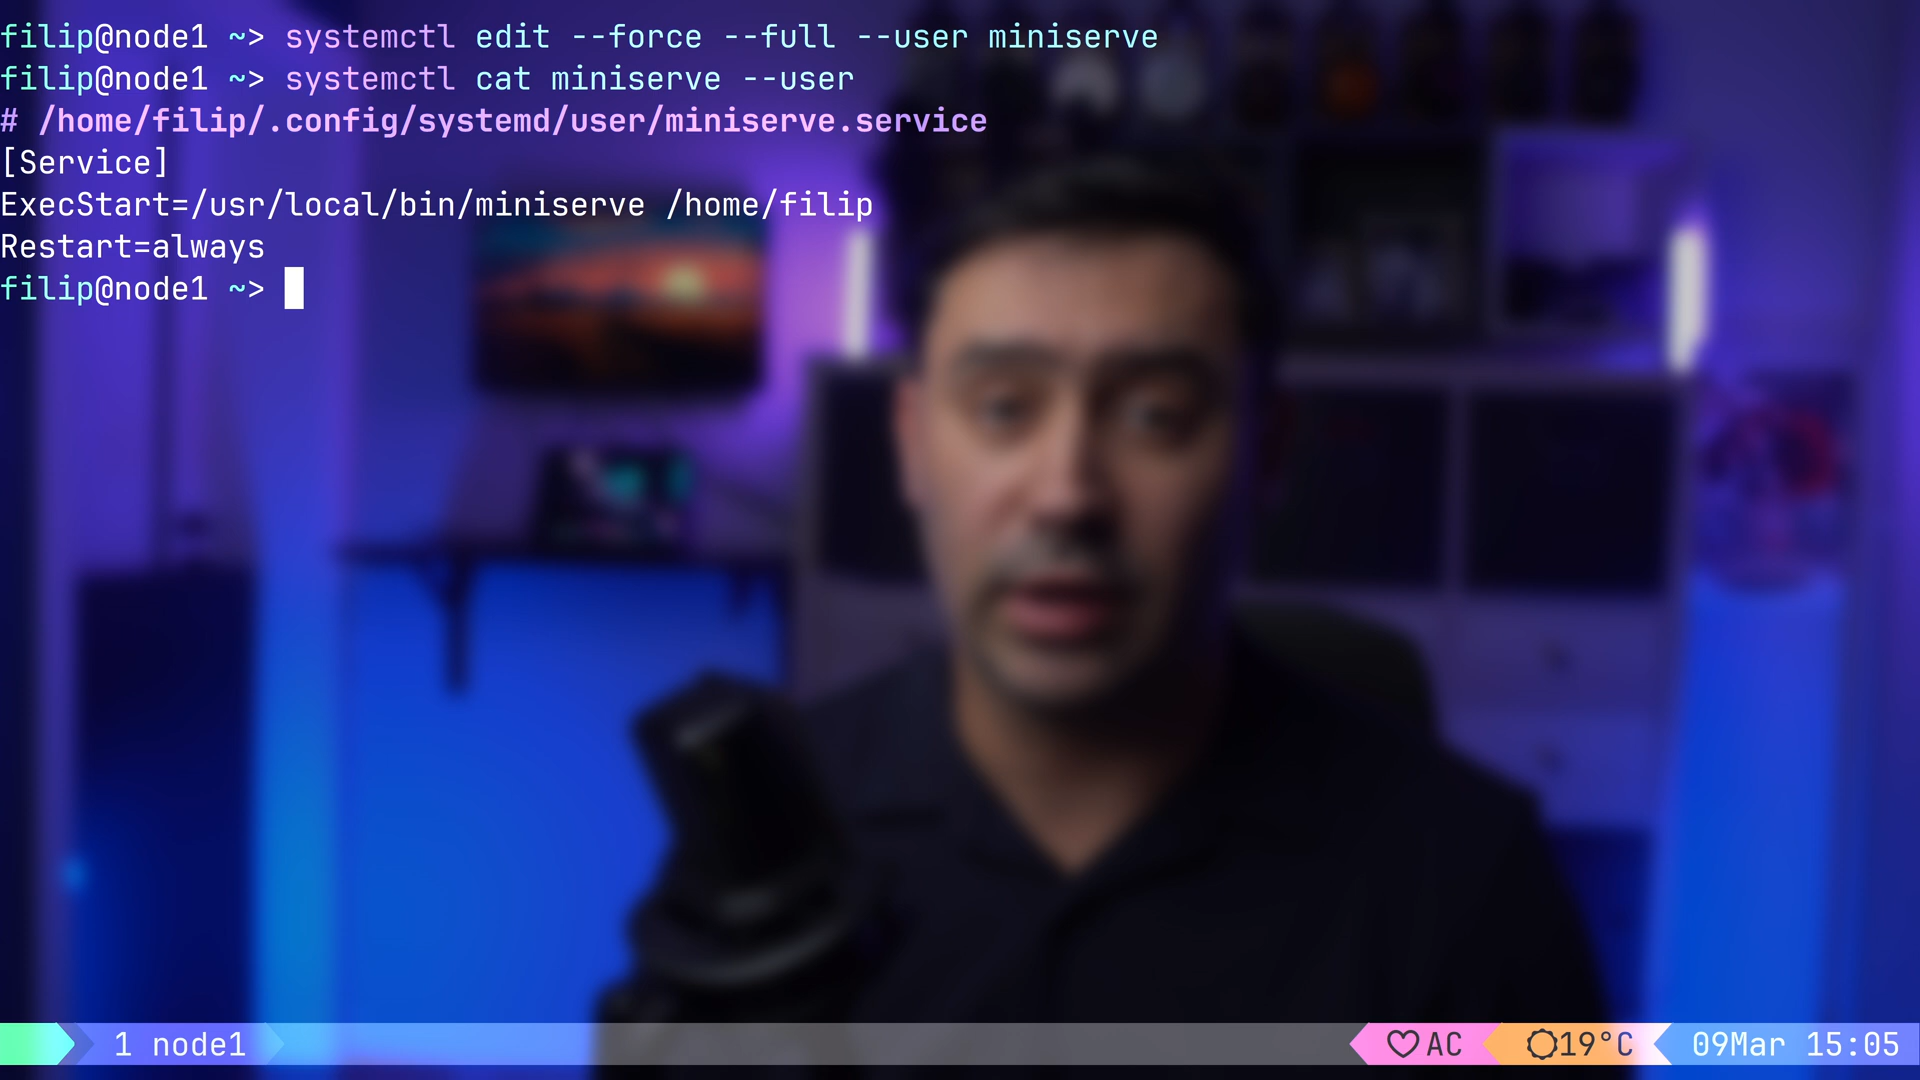 filip@node1 ~> systemctl edit --force --full --user miniserve
filip@node1 ~> systemctl cat miniserve --user
# /home/filip/.config/systemd/user/miniserve.service
[Service]
ExecStart=/usr/local/bin/miniserve /home/filip
Restart=always
filip@node1 ~>
1 node1
AC
19°C
09Mar 15:05